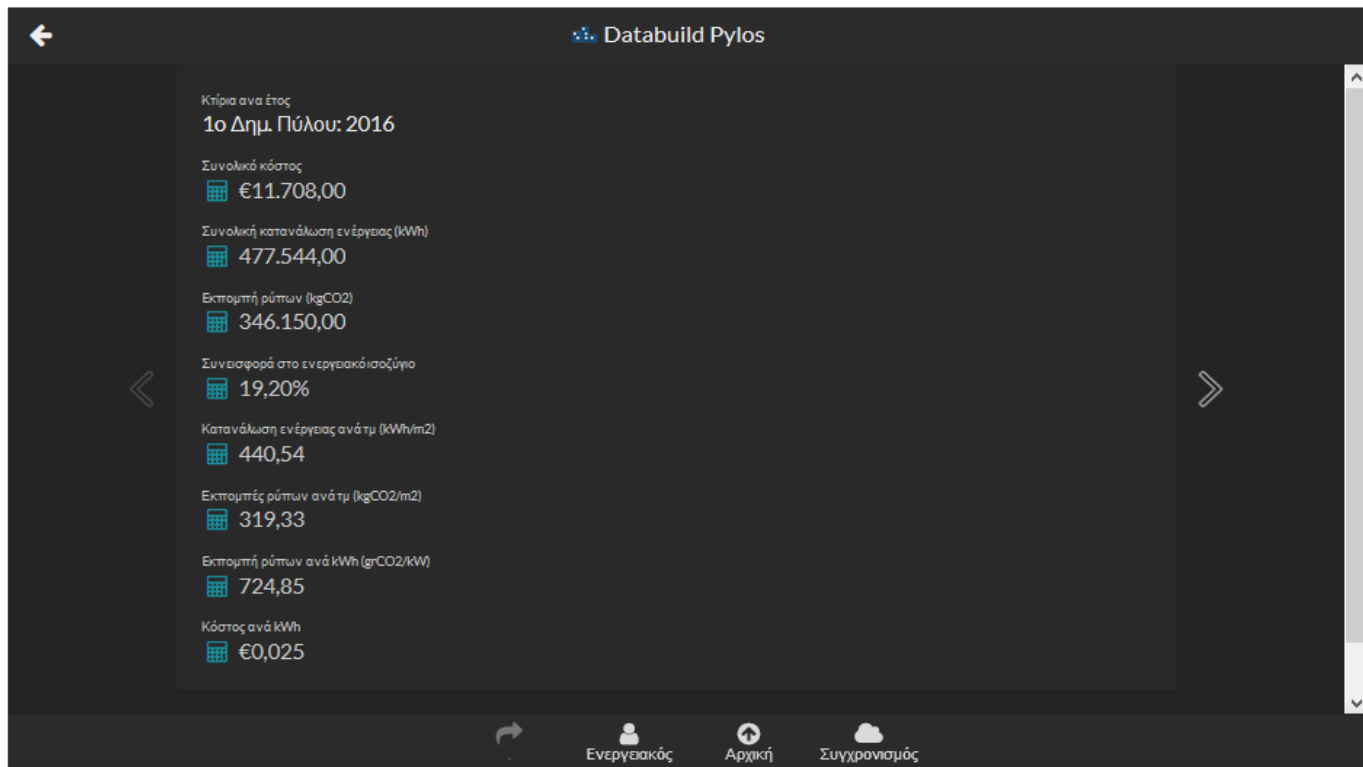 Databuild Pylos
Κτίρια ανα έτος
1ο Δημ. Πύλου: 2016
Συνολικό κόστος
€11.708,00
Συνολική κατανάλωση ενέργειας (kWh)
477.544,00
Εκπομπή ρύπων (kgCO2)
346.150,00
Συνεισφορά στο ενεργειακό ισοζύγιο
19,20%
Κατανάλωση ενέργειας ανά τμ (kWh/m2)
440,54
Εκπομπές ρύπων ανά τμ (kgCO2/m2)
319,33
Εκπομπή ρύπων ανά kWh (grCO2/kW)
724,85
Κόστος ανά kWh
€0,025
. Ενεργειακός Αρχική Συγχρονισμός